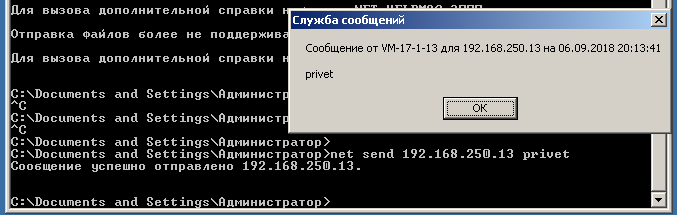 Для вызова дополнительной справки н
Отправка файлов более не поддержива
Для вызова дополнительной справки н
C:\Documents and Settings\Администр
^C
C:\Documents and Settings\Администр
^C
C:\Documents and Settings\Администратор>
C:\Documents and Settings\Администратор>net send 192.168.250.13 privet
Сообщение успешно отправлено 192.168.250.13.
C:\Documents and Settings\Администратор>
Служба сообщений
Сообщение от VM-17-1-13 для 192.168.250.13 на 06.09.2018 20:13:41
privet
OK